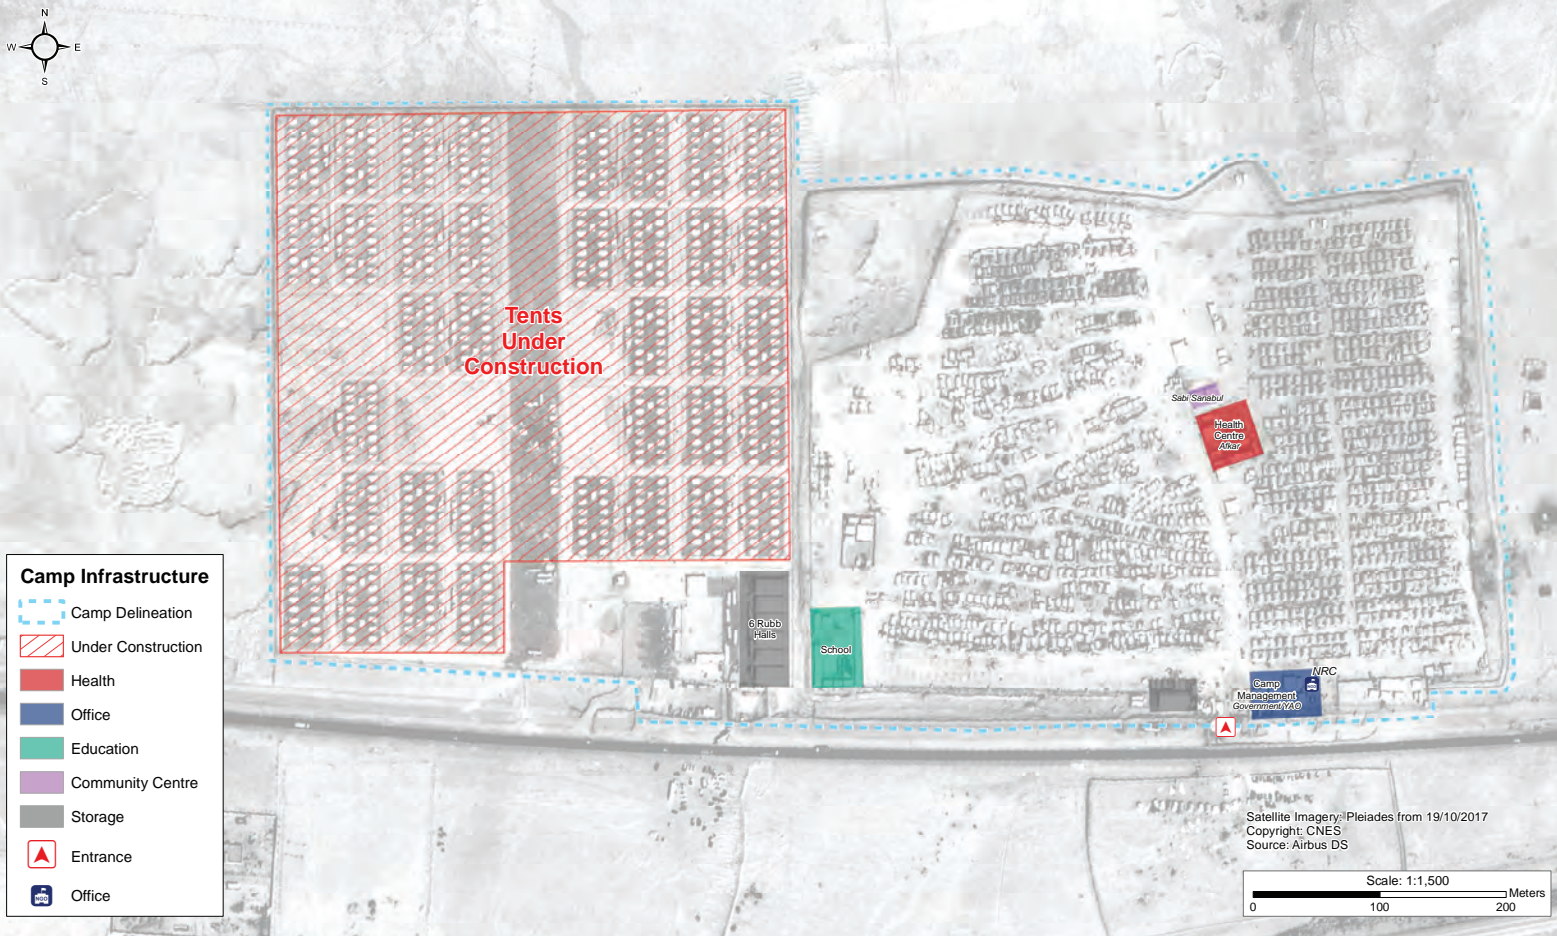 N
W E
S
Tents
Under
Construction
Sabi Sanabul
Health
Centre
Afkar
6 Rubb
Halls
School
NRC
Camp
Management
Government(YAO)
Camp Infrastructure
Camp Delineation
Under Construction
Health
Office
Education
Community Centre
Storage
Entrance
NGO
Office
Satellite Imagery: Pleiades from 19/10/2017
Copyright: CNES
Source: Airbus DS
Scale: 1:1,500
Meters
0 100 200